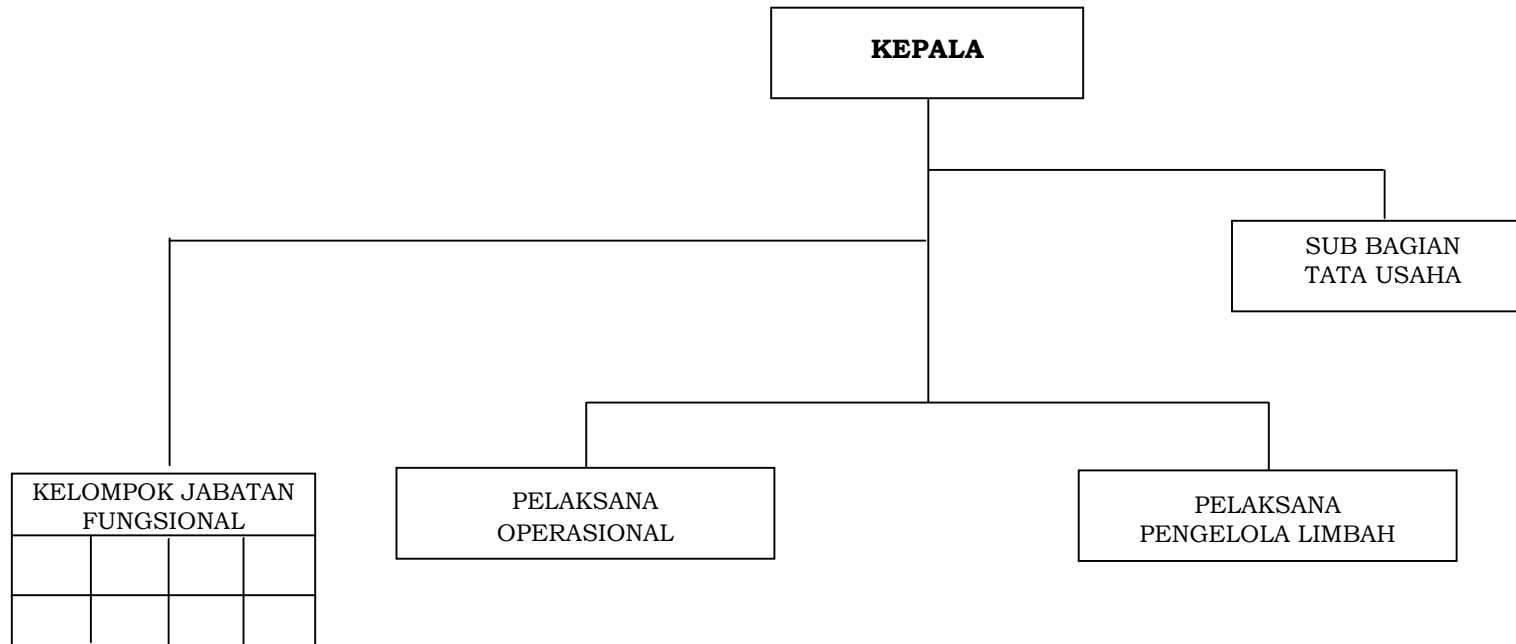 KEPALA
SUB BAGIAN
TATA USAHA
KELOMPOK JABATAN
FUNGSIONAL
PELAKSANA
OPERASIONAL
PELAKSANA
PENGELOLA LIMBAH